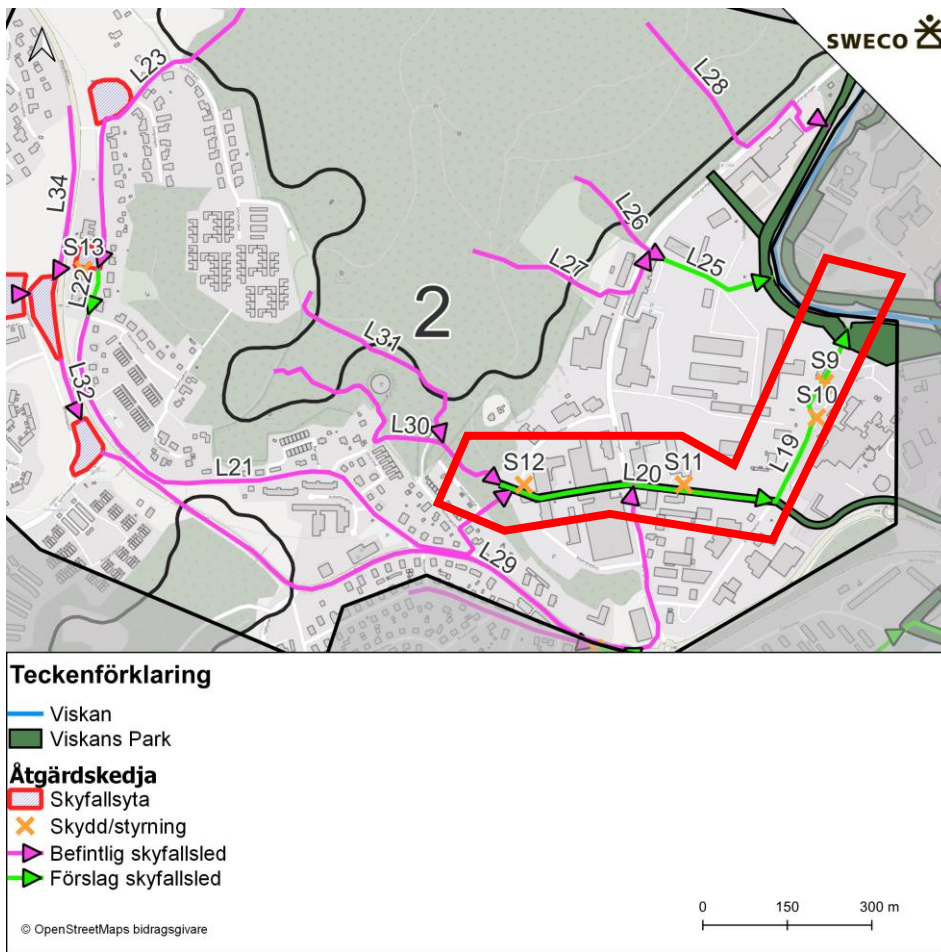 SWECO
L23
L28
L34
L26
S13
L22
L27
L25
2
L31
S9
L32
S10
L30
L19
L21
S12
L20
S11
L29
Teckenförklaring
Viskan
Viskans Park
Åtgärdskedja
Skyfallsyta
Skydd/styrning
Befintlig skyfallsled
Förslag skyfallsled
0 150 300 m
© OpenStreetMaps bidragsgivare